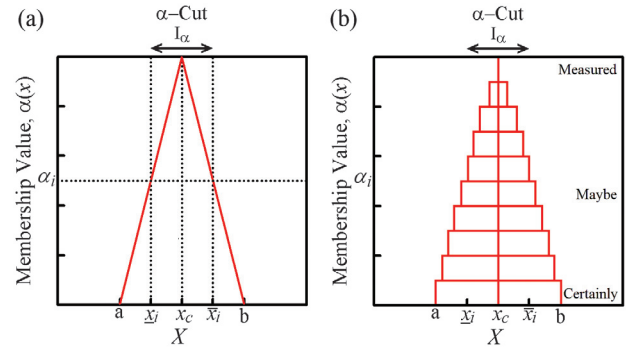 (a)
α–Cut
Iα
Membership Value, α(x)
αi
a
x̲i
xc
x̅i
b
X
(b)
α–Cut
Iα
Membership Value, α(x)
αi
Measured
Maybe
Certainly
a
x̲i
xc
x̅i
b
X